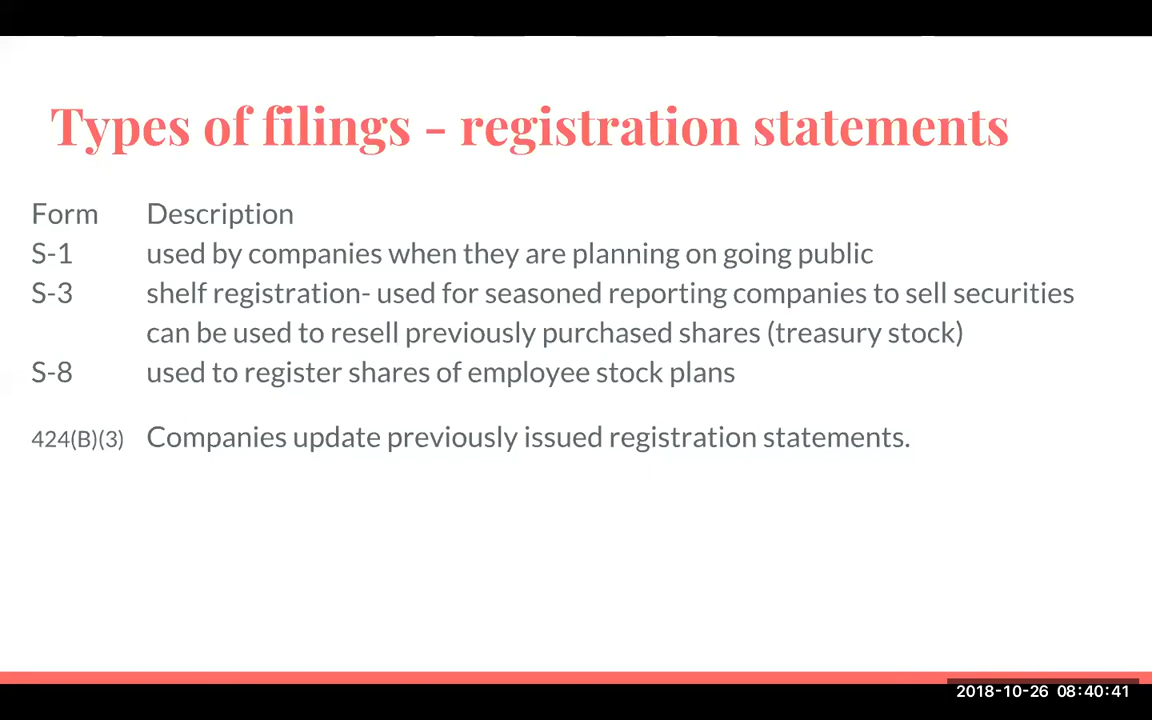 Types of filings - registration statements
Form Description
S-1 used by companies when they are planning on going public
S-3 shelf registration- used for seasoned reporting companies to sell securities
can be used to resell previously purchased shares (treasury stock)
S-8 used to register shares of employee stock plans
424(B)(3) Companies update previously issued registration statements.
2018-10-26 08:40:41